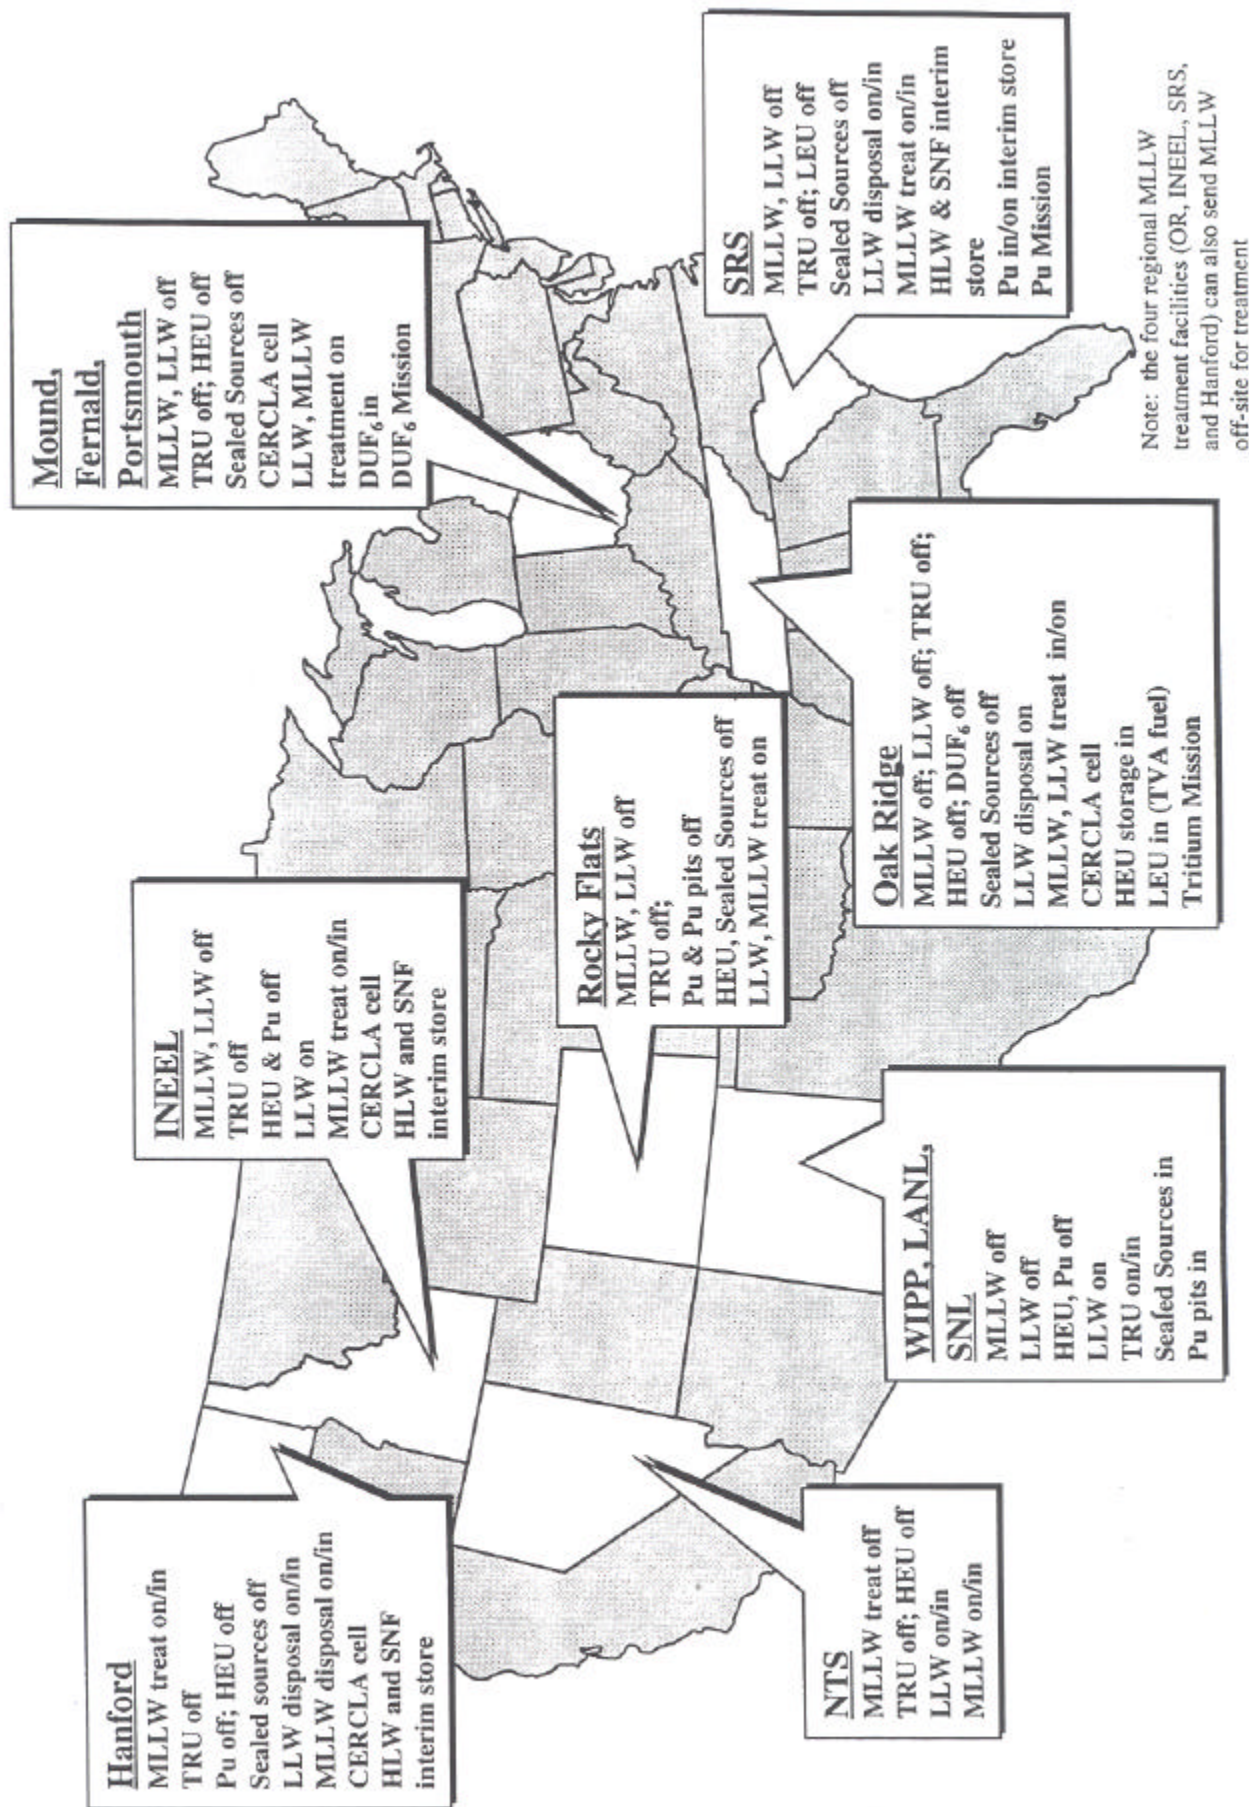 Hanford
MLLW treat on/in
TRU off
Pu off; HEU off
Sealed sources off
LLW disposal on/in
MLLW disposal on/in
CERCLA cell
HLW and SNF
interim store
INEEL
MLLW, LLW off
TRU off
HEU & Pu off
LLW on
MLLW treat on/in
CERCLA cell
HLW and SNF
interim store
Mound,
Fernald,
Portsmouth
MLLW, LLW off
TRU off; HEU off
Sealed Sources off
CERCLA cell
LLW, MLLW
treatment on
DUF₆ in
DUF₆ Mission
Rocky Flats
MLLW, LLW off
TRU off;
Pu & Pu pits off
HEU, Sealed Sources off
LLW, MLLW treat on
SRS
MLLW, LLW off
TRU off; LEU off
Sealed Sources off
LLW disposal on/in
MLLW treat on/in
HLW & SNF interim
store
Pu in/on interim store
Pu Mission
NTS
MLLW treat off
TRU off; HEU off
LLW on/in
MLLW on/in
WIPP, LANL,
SNL
MLLW off
LLW off
HEU, Pu off
LLW on
TRU on/in
Sealed Sources in
Pu pits in
Oak Ridge
MLLW off; LLW off; TRU off;
HEU off; DUF₆ off
Sealed Sources off
LLW disposal on
MLLW, LLW treat in/on
CERCLA cell
HEU storage in
LEU in (TVA fuel)
Tritium Mission
Note: the four regional MLLW
treatment facilities (OR, INEEL, SRS,
and Hanford) can also send MLLW
off-site for treatment